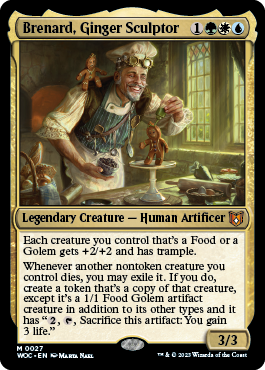 Brenard, Ginger Sculptor 1
Legendary Creature — Human Artificer
Each creature you control that's a Food or a
Golem gets +2/+2 and has trample.
Whenever another nontoken creature you
control dies, you may exile it. If you do,
create a token that's a copy of that creature,
except it's a 1/1 Food Golem artifact
creature in addition to its other types and it
has "2, T, Sacrifice this artifact: You gain
3 life."
3/3
M 0027
WOC • EN Marta Nael
™ & © 2023 Wizards of the Coast